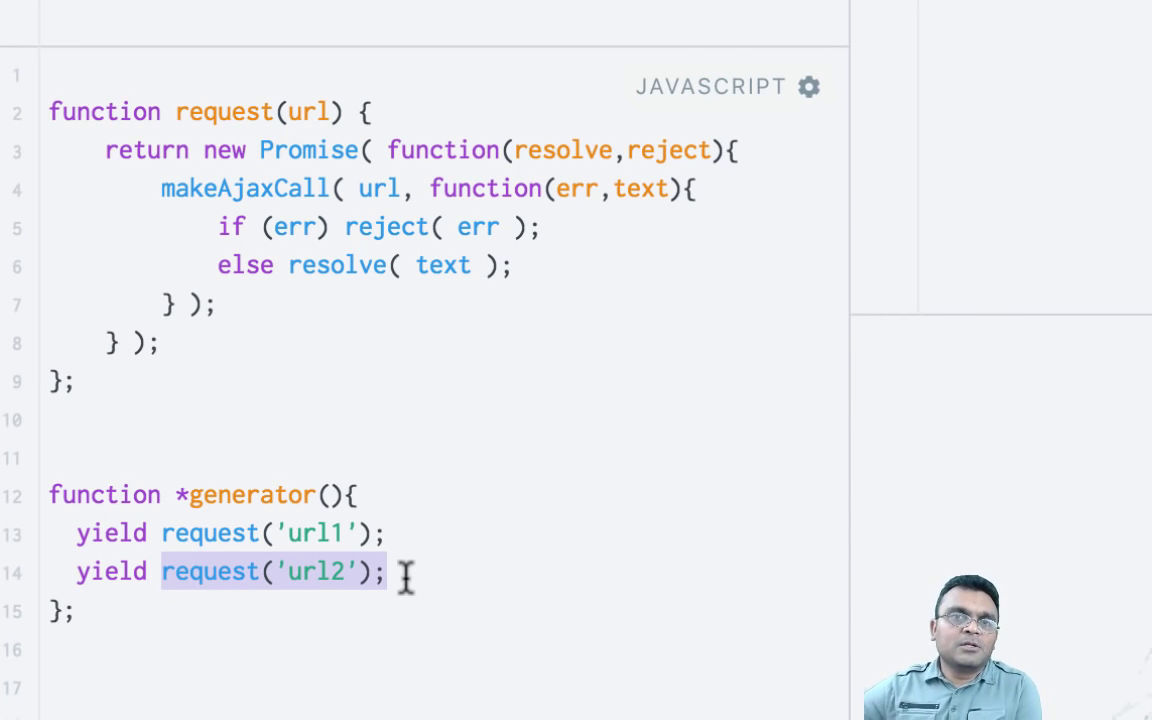 JAVASCRIPT
1
2 function request(url) {
3 return new Promise( function(resolve,reject){
4 makeAjaxCall( url, function(err,text){
5 if (err) reject( err );
6 else resolve( text );
7 } );
8 } );
9 };
10
11
12 function *generator(){
13 yield request('url1');
14 yield request('url2');
15 };
16
17